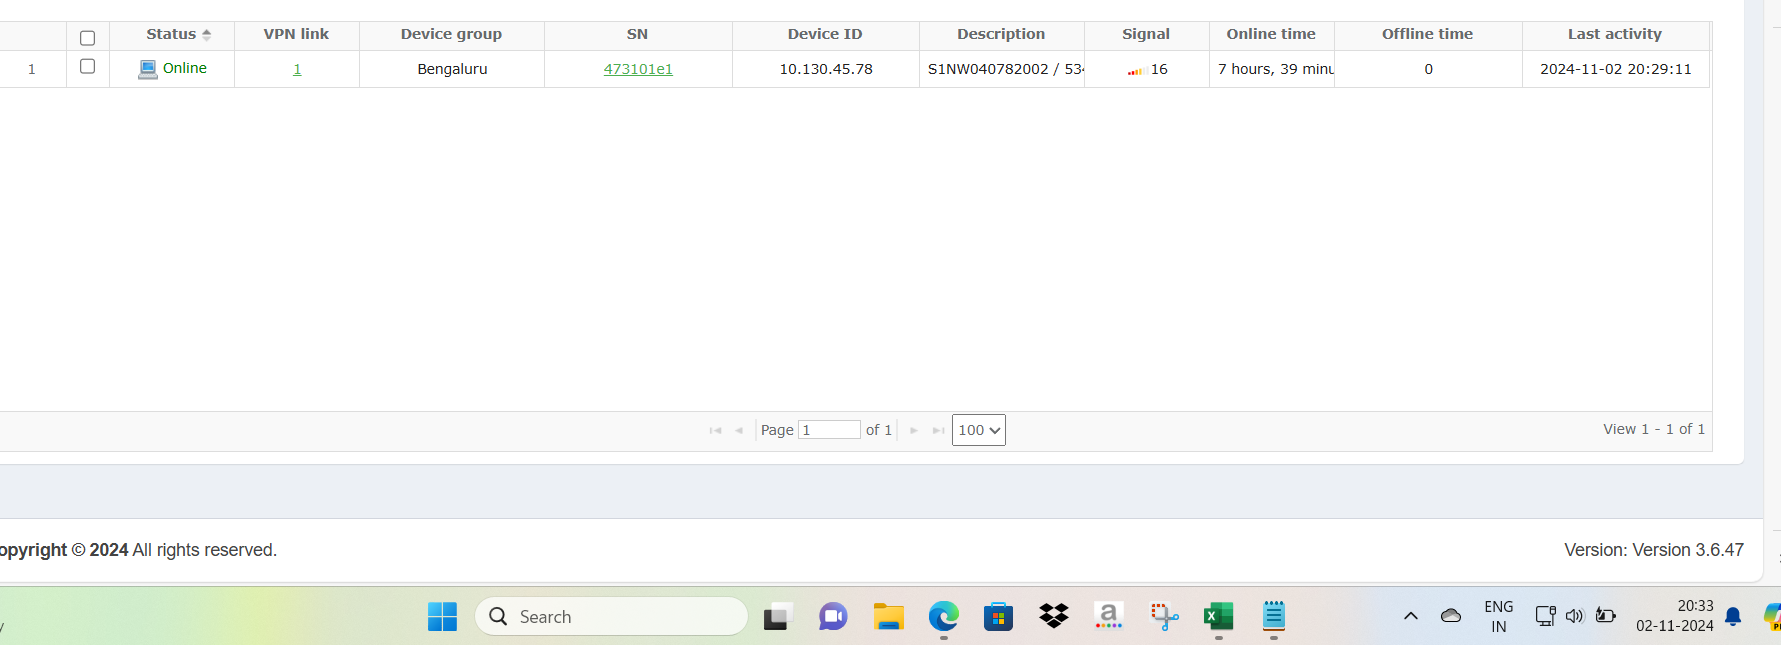 Status VPN link Device group SN Device ID Description Signal Online time Offline time Last activity
1 Online 1 Bengaluru 473101e1 10.130.45.78 S1NW040782002 / 534 16 7 hours, 39 minu 0 2024-11-02 20:29:11
Page 1 of 1 100 View 1 - 1 of 1
opyright © 2024 All rights reserved. Version: Version 3.6.47
Search
ENG
IN
20:33
02-11-2024